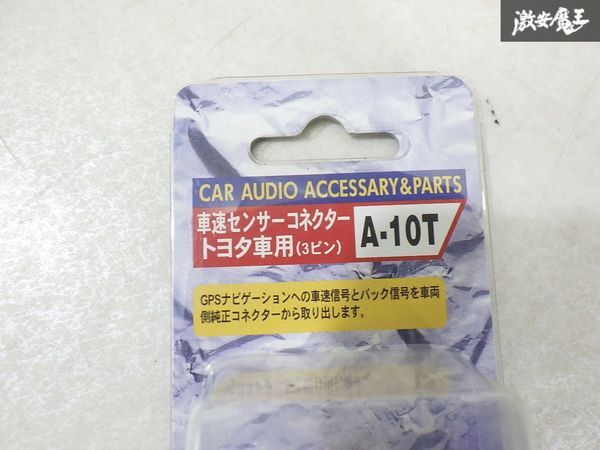 激安魔王
CAR AUDIO ACCESSARY&PARTS
車速センサーコネクター
トヨタ車用(3ピン)
A-10T
GPSナビゲーションへの車速信号とバック信号を車両
側純正コネクターから取り出します。